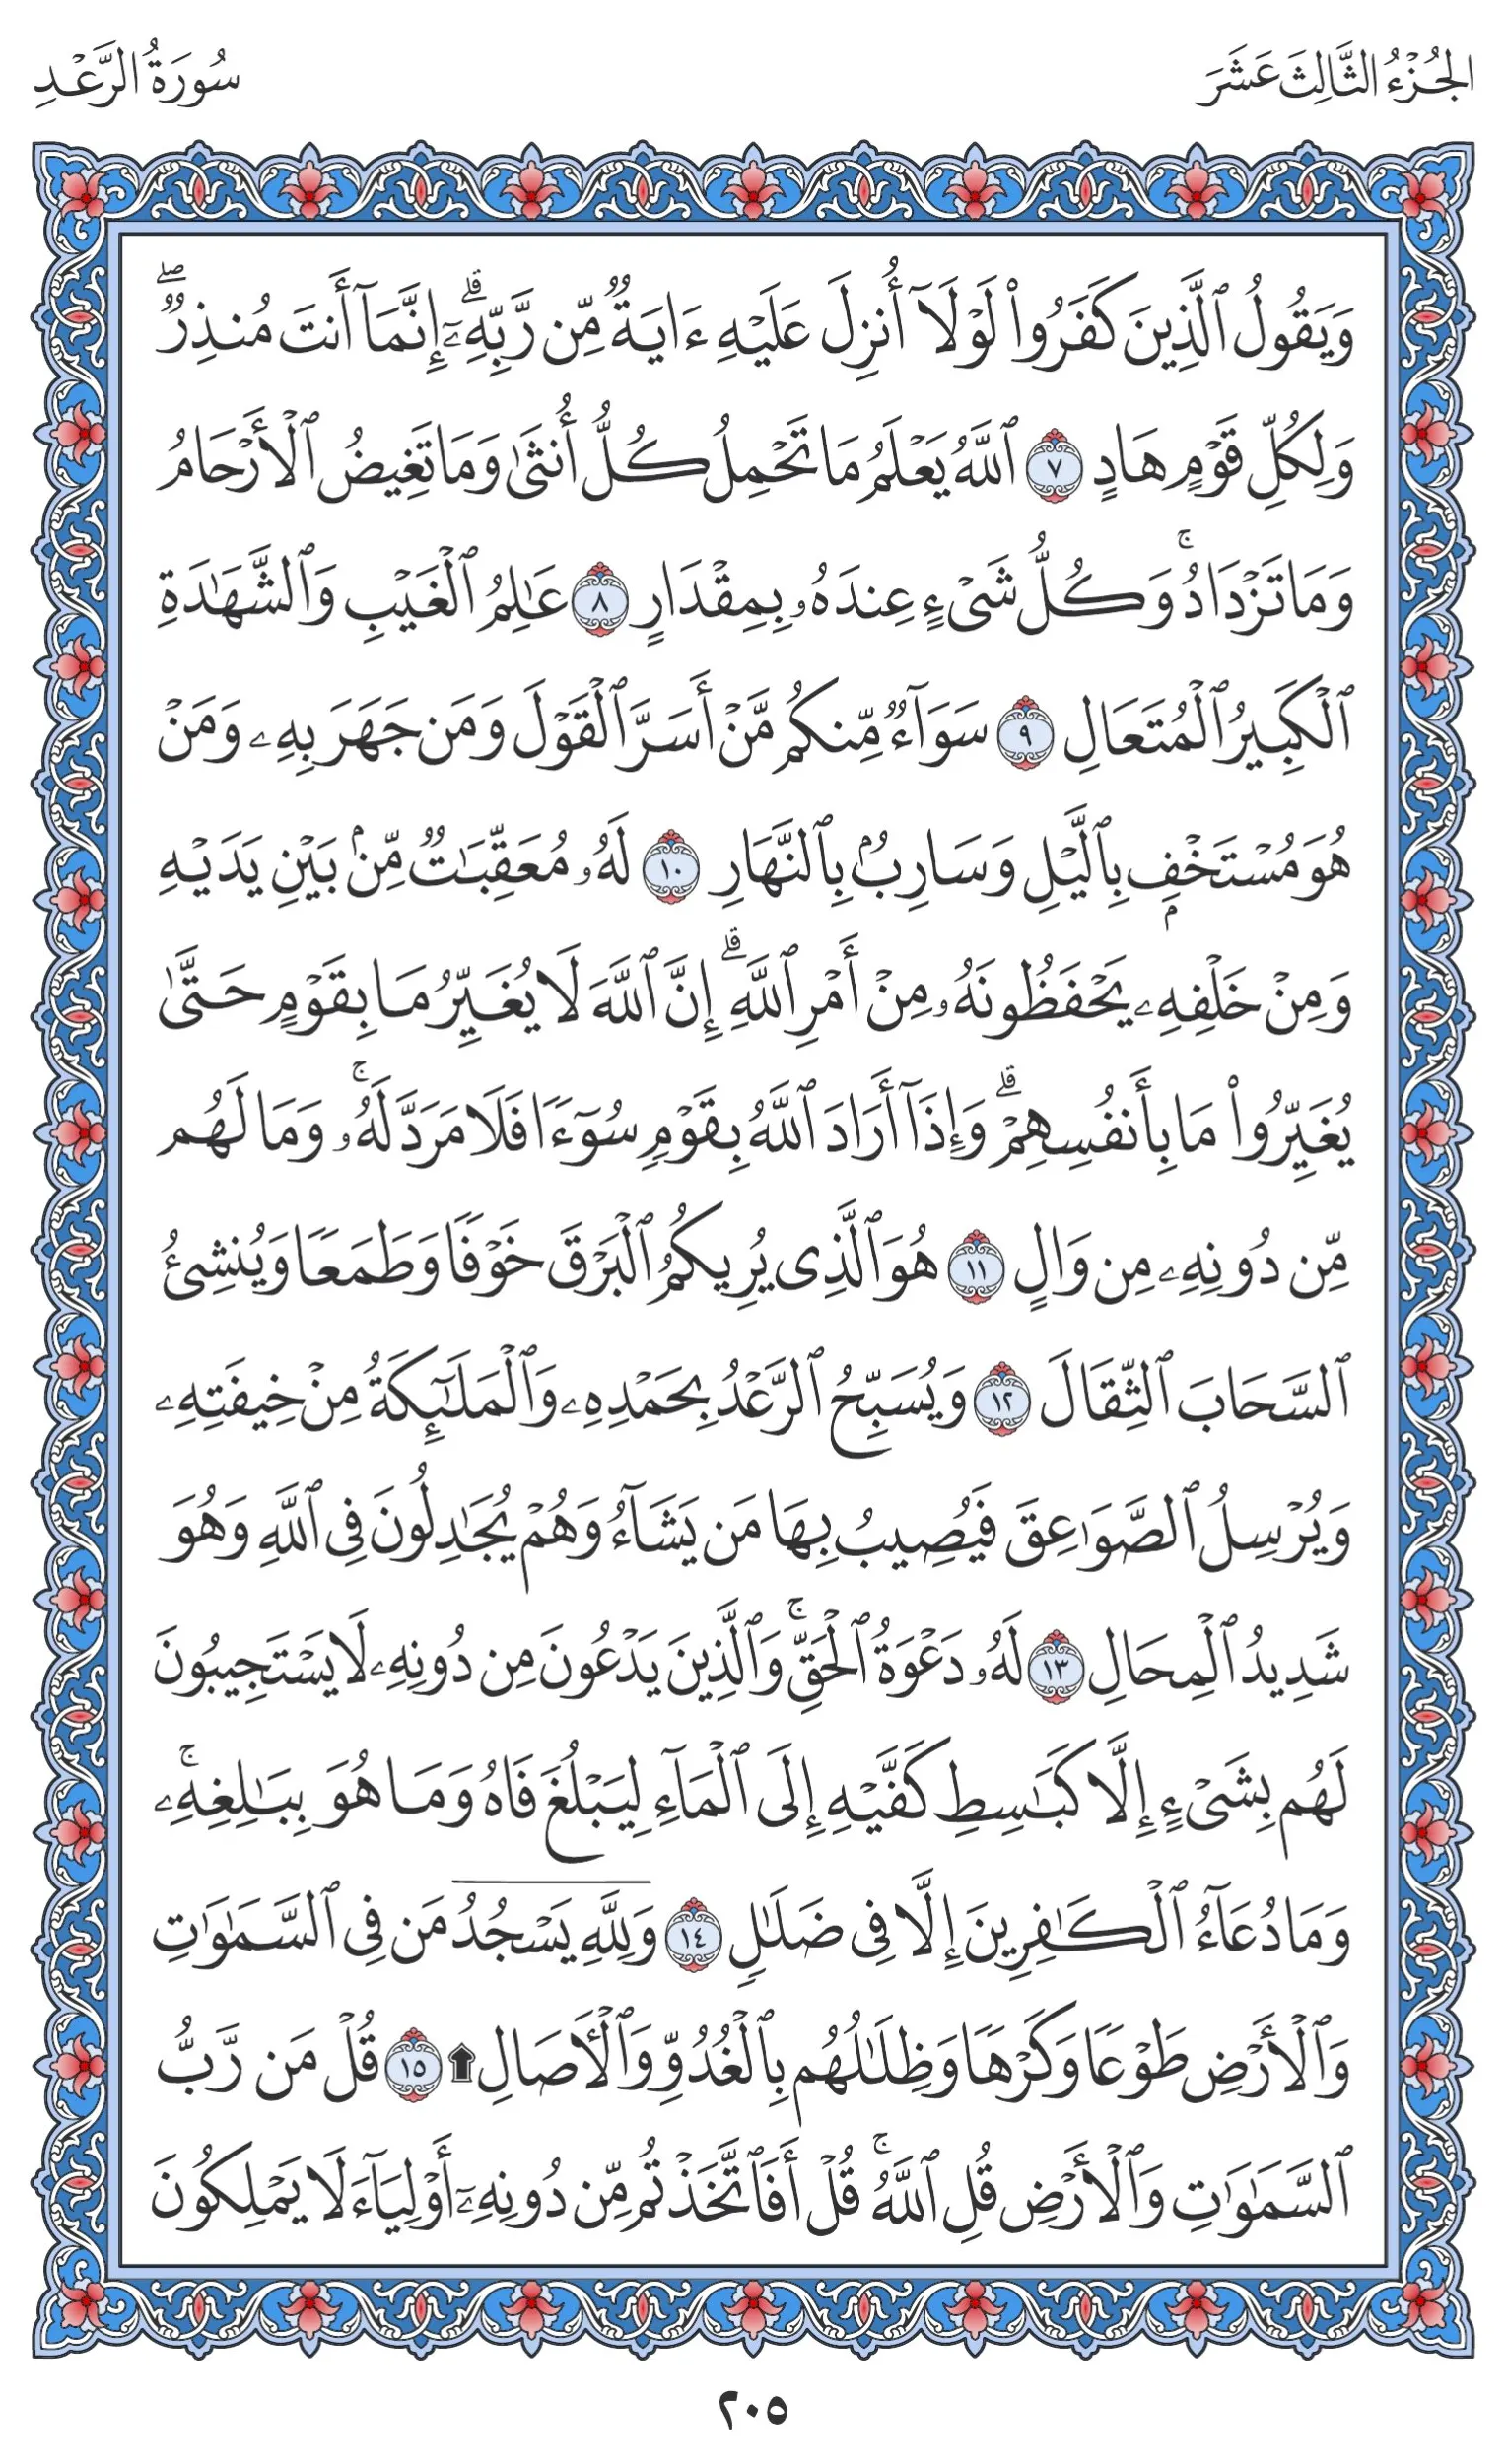 الجُزْءُ الثَّالِثَ عَشَرَ
سُورَةُ الرَّعْدِ
وَيَقُولُ ٱلَّذِينَ كَفَرُوا۟ لَوْلَآ أُنزِلَ عَلَيْهِ ءَايَةٌ مِّن رَّبِّهِۦٓ ۗ إِنَّمَآ أَنتَ مُنذِرٌ ۖ
وَلِكُلِّ قَوْمٍ هَادٍ ٧ ٱللَّهُ يَعْلَمُ مَا تَحْمِلُ كُلُّ أُنثَىٰ وَمَا تَغِيضُ ٱلْأَرْحَامُ
وَمَا تَزْدَادُ ۚ وَكُلُّ شَىْءٍ عِندَهُۥ بِمِقْدَارٍ ٨ عَـٰلِمُ ٱلْغَيْبِ وَٱلشَّهَـٰدَةِ
ٱلْكَبِيرُ ٱلْمُتَعَالِ ٩ سَوَآءٌ مِّنكُم مَّنْ أَسَرَّ ٱلْقَوْلَ وَمَن جَهَرَ بِهِۦ وَمَنْ
هُوَ مُسْتَخْفٍۭ بِٱلَّيْلِ وَسَارِبٌۢ بِٱلنَّهَارِ ١٠ لَهُۥ مُعَقِّبَـٰتٌ مِّنۢ بَيْنِ يَدَيْهِ
وَمِنْ خَلْفِهِۦ يَحْفَظُونَهُۥ مِنْ أَمْرِ ٱللَّهِ ۗ إِنَّ ٱللَّهَ لَا يُغَيِّرُ مَا بِقَوْمٍ حَتَّىٰ
يُغَيِّرُوا۟ مَا بِأَنفُسِهِمْ ۗ وَإِذَآ أَرَادَ ٱللَّهُ بِقَوْمٍ سُوٓءًا فَلَا مَرَدَّ لَهُۥ ۚ وَمَا لَهُم
مِّن دُونِهِۦ مِن وَالٍ ١١ هُوَ ٱلَّذِى يُرِيكُمُ ٱلْبَرْقَ خَوْفًا وَطَمَعًا وَيُنشِئُ
ٱلسَّحَابَ ٱلثِّقَالَ ١٢ وَيُسَبِّحُ ٱلرَّعْدُ بِحَمْدِهِۦ وَٱلْمَلَـٰٓئِكَةُ مِنْ خِيفَتِهِۦ
وَيُرْسِلُ ٱلصَّوَٰعِقَ فَيُصِيبُ بِهَا مَن يَشَآءُ وَهُمْ يُجَـٰدِلُونَ فِى ٱللَّهِ وَهُوَ
شَدِيدُ ٱلْمِحَالِ ١٣ لَهُۥ دَعْوَةُ ٱلْحَقِّ ۚ وَٱلَّذِينَ يَدْعُونَ مِن دُونِهِۦ لَا يَسْتَجِيبُونَ
لَهُم بِشَىْءٍ إِلَّا كَبَـٰسِطِ كَفَّيْهِ إِلَى ٱلْمَآءِ لِيَبْلُغَ فَاهُ وَمَا هُوَ بِبَـٰلِغِهِۦ ۚ
وَمَا دُعَآءُ ٱلْكَـٰفِرِينَ إِلَّا فِى ضَلَـٰلٍ ١٤ وَلِلَّهِ يَسْجُدُ مَن فِى ٱلسَّمَـٰوَٰتِ
وَٱلْأَرْضِ طَوْعًا وَكَرْهًا وَظِلَـٰلُهُم بِٱلْغُدُوِّ وَٱلْـَٔاصَالِ ١٥ قُلْ مَن رَّبُّ
ٱلسَّمَـٰوَٰتِ وَٱلْأَرْضِ قُلِ ٱللَّهُ ۚ قُلْ أَفَٱتَّخَذْتُم مِّن دُونِهِۦٓ أَوْلِيَآءَ لَا يَمْلِكُونَ
٢٠٥